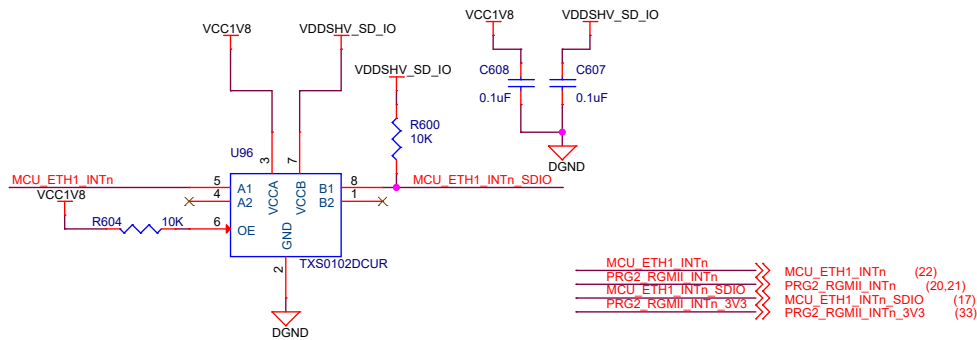 VCC1V8
VDDSHV_SD_IO
VCC1V8
VDDSHV_SD_IO
VDDSHV_SD_IO
C608
C607
0.1uF
0.1uF
R600
10K
DGND
U96
3
7
MCU_ETH1_INTn
5
A1
VCCA
VCCB
B1
8
MCU_ETH1_INTn_SDIO
VCC1V8
4
A2
B2
1
R604
10K
6
OE
GND
TXS0102DCUR
2
DGND
MCU_ETH1_INTn
MCU_ETH1_INTn (22)
PRG2_RGMII_INTn
PRG2_RGMII_INTn (20,21)
MCU_ETH1_INTn_SDIO
MCU_ETH1_INTn_SDIO (17)
PRG2_RGMII_INTn_3V3
PRG2_RGMII_INTn_3V3 (33)